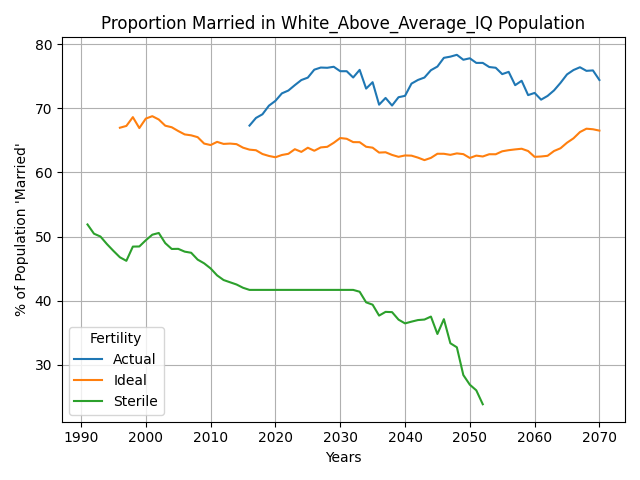 Proportion Married in White_Above_Average_IQ Population
% of Population 'Married'
80
70
60
50
40
30
Fertility
Actual
Ideal
Sterile
1990 2000 2010 2020 2030 2040 2050 2060 2070
Years